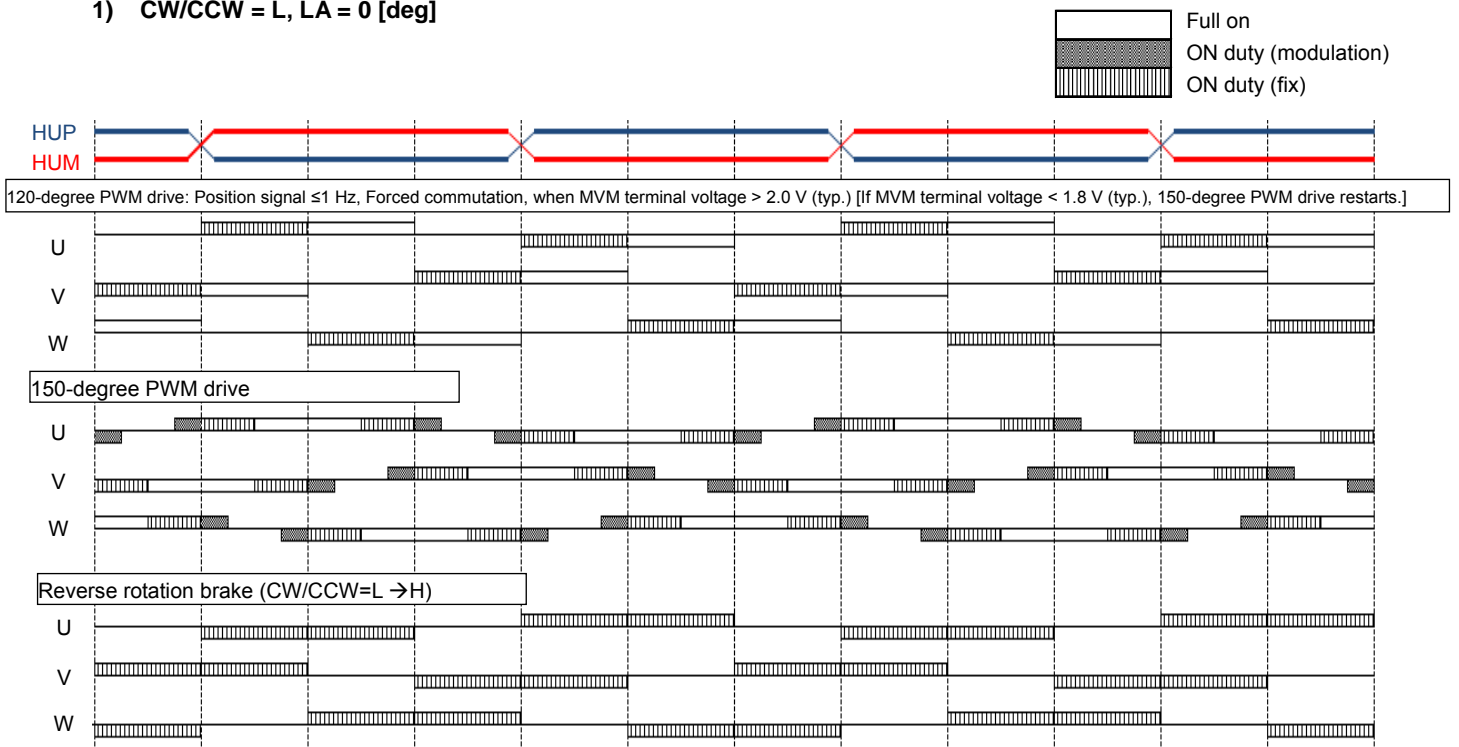 1) CW/CCW = L, LA = 0 [deg]
Full on
ON duty (modulation)
ON duty (fix)
HUP
HUM
120-degree PWM drive: Position signal ≤1 Hz, Forced commutation, when MVM terminal voltage > 2.0 V (typ.) [If MVM terminal voltage < 1.8 V (typ.), 150-degree PWM drive restarts.]
U
V
W
150-degree PWM drive
U
V
W
Reverse rotation brake (CW/CCW=L →H)
U
V
W